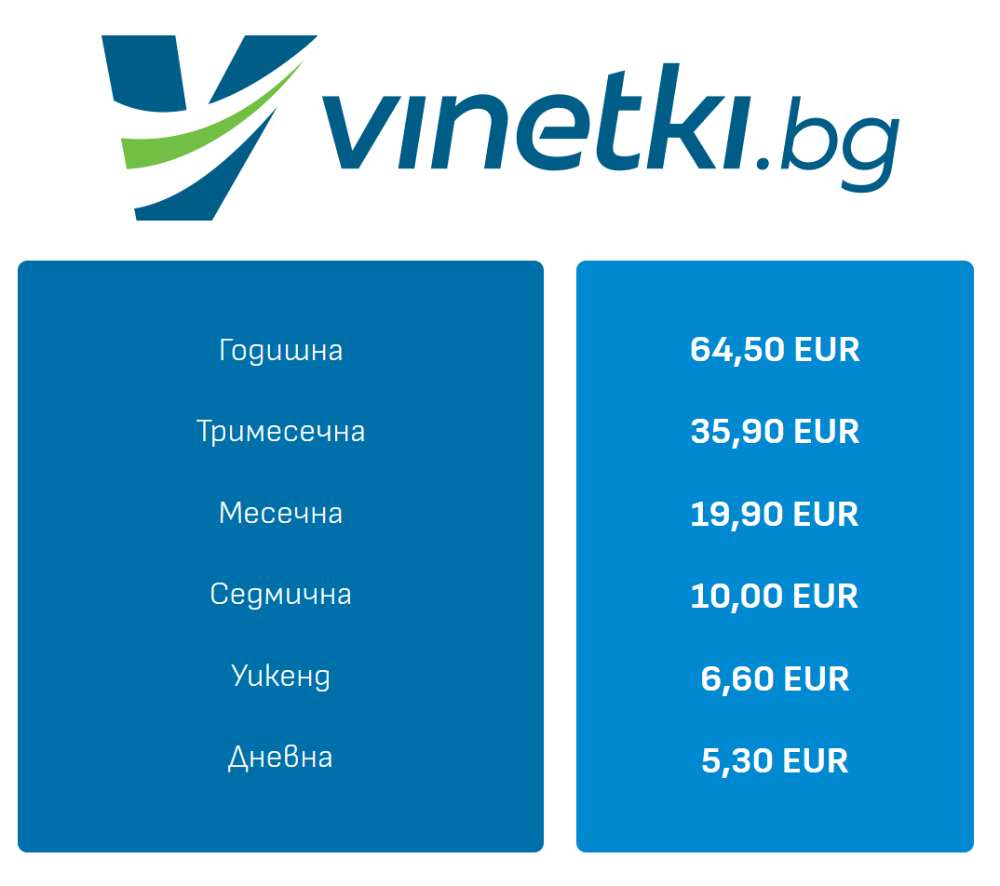 vinetki.bg
Годишна 64,50 EUR
Тримесечна 35,90 EUR
Месечна 19,90 EUR
Седмична 10,00 EUR
Уикенд 6,60 EUR
Дневна 5,30 EUR